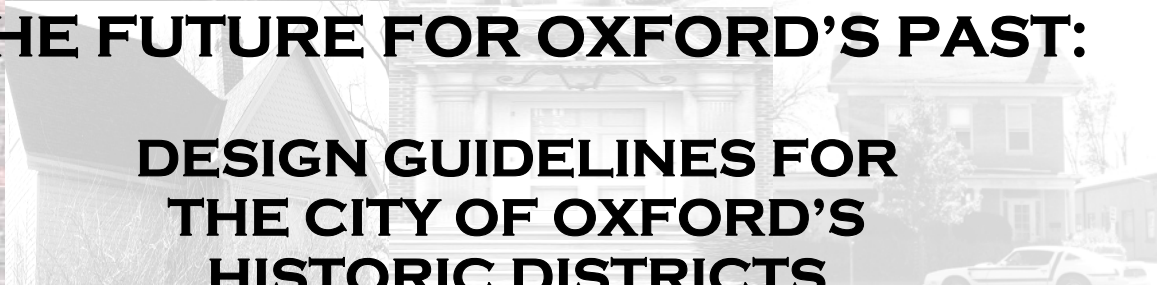 HE FUTURE FOR OXFORD’S PAST:
DESIGN GUIDELINES FOR
THE CITY OF OXFORD’S
HISTORIC DISTRICTS